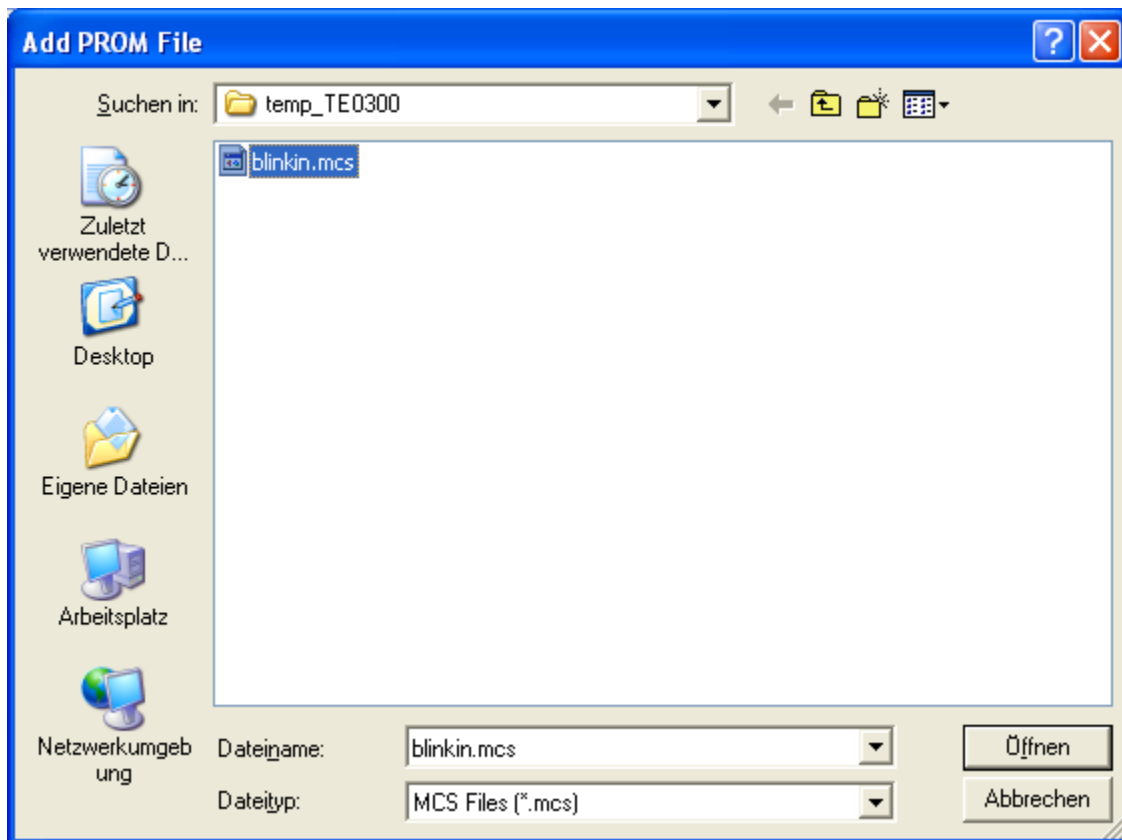 Add PROM File
Suchen in:
temp_TE0300
blinkin.mcs
Zuletzt
verwendete D...
Desktop
Eigene Dateien
Arbeitsplatz
Netzwerkumgeb
ung
Dateiname:
blinkin.mcs
Öffnen
Dateityp:
MCS Files (*.mcs)
Abbrechen